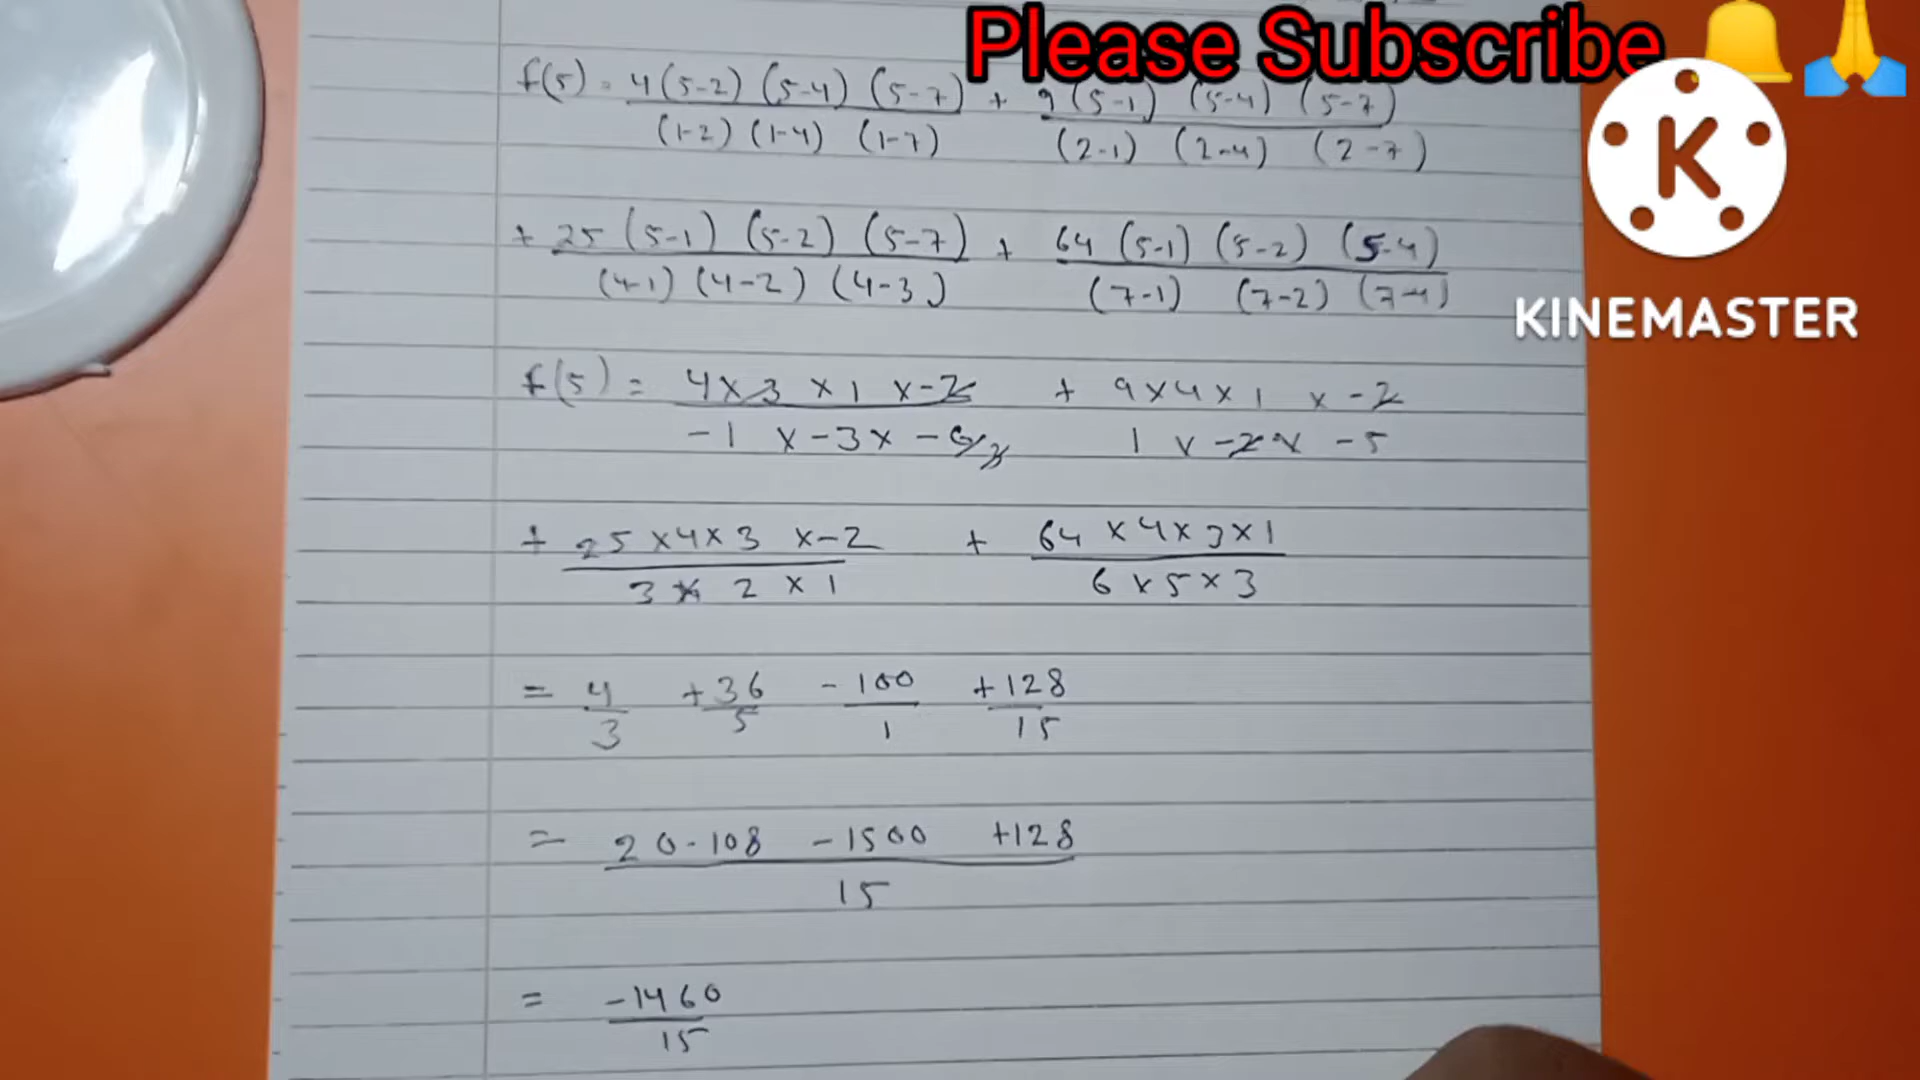 Please Subscribe
f(5) = 4(5-2) (5-4) (5-7) + 9(5-1) (5-4) (5-7)
(1-2) (1-4) (1-7) (2-1) (2-4) (2-7)
+ 25 (5-1) (5-2) (5-7) + 64 (5-1) (5-2) (5-4)
(4-1) (4-2) (4-3) (7-1) (7-2) (7-4)
K
KINEMASTER
f(5) = 4 x 3 x 1 x -2 + 9 x 4 x 1 x -2
-1 x -3 x -6 1 x -2 x -5
+ 25 x 4 x 3 x -2 + 64 x 4 x 3 x 1
3 x 2 x 1 6 x 5 x 3
= 4 +36 - 100 +128
3 5 1 15
= 20-108 - 1500 +128
15
= -1460
15